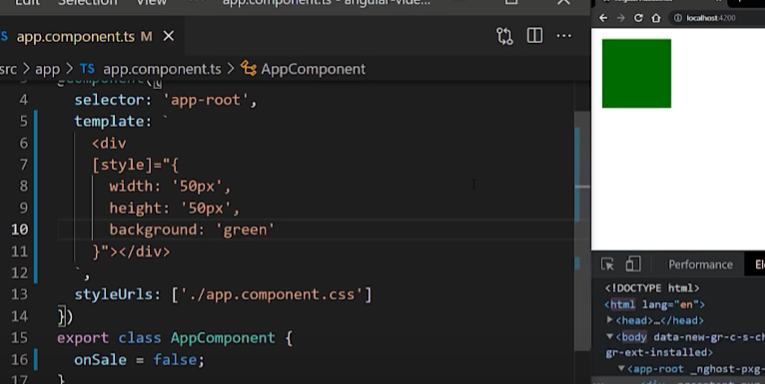 Edit Selection View app.component.ts - angular-vide...
TS app.component.ts M ×
src > app > TS app.component.ts > AppComponent
3 @Component({
4 selector: 'app-root',
5 template: `
6 <div
7 [style]="{
8 width: '50px',
9 height: '50px',
10 background: 'green'
11 }"></div>
12 `,
13 styleUrls: ['./app.component.css']
14 })
15 export class AppComponent {
16 onSale = false;
17 }
localhost:4200
Performance El
<!DOCTYPE html>
<html lang="en">
<head>…</head>
<body data-new-gr-c-s-ch
gr-ext-installed>
<app-root _nghost-pxg-